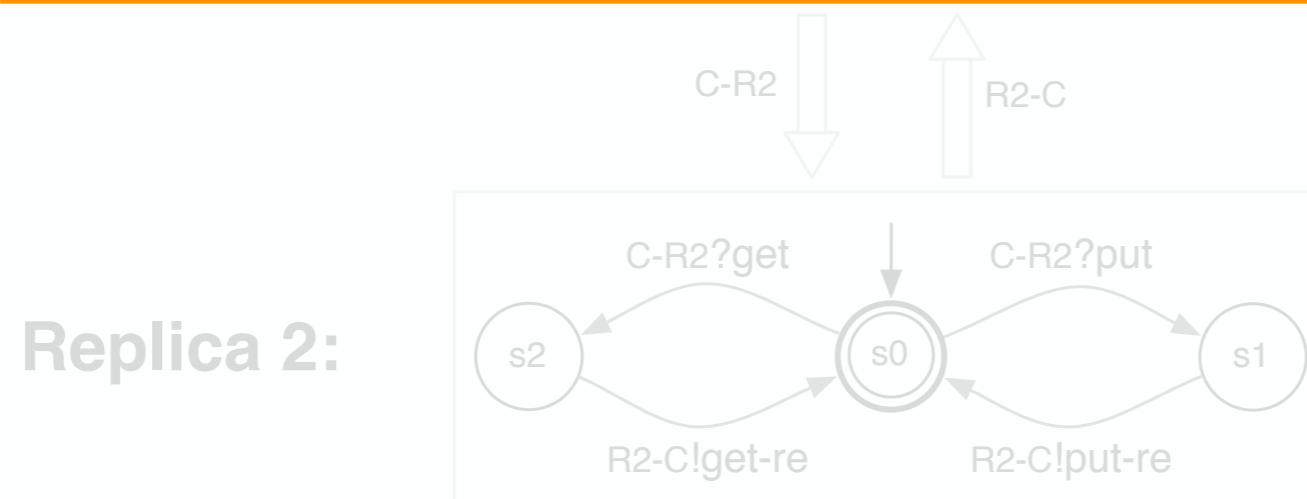 C-R2
R2-C
C-R2?get
C-R2?put
Replica 2:
s2
s0
s1
R2-C!get-re
R2-C!put-re